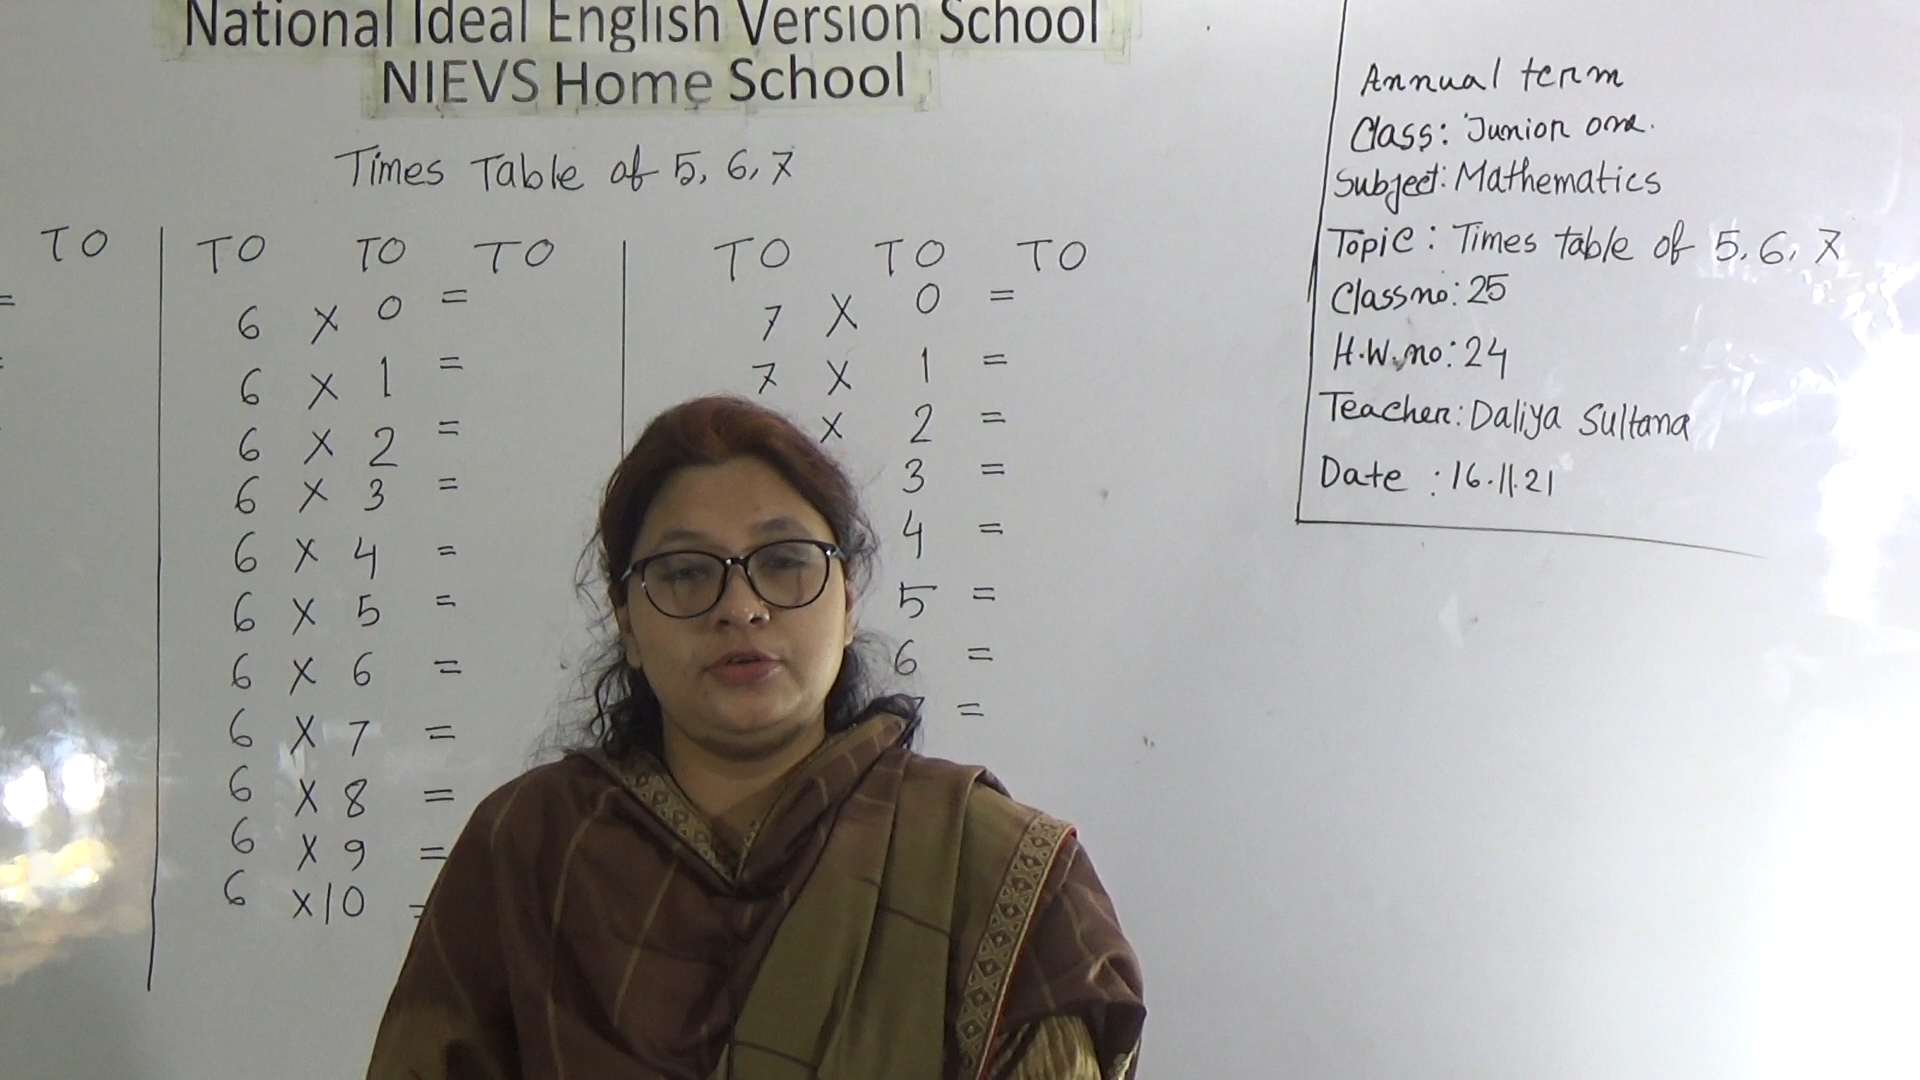 National Ideal English Version School
NIEVS Home School
Times Table of 5, 6, 7
TO
=
=
TO TO TO
6 × 0 =
6 × 1 =
6 × 2 =
6 × 3 =
6 × 4 =
6 × 5 =
6 × 6 =
6 × 7 =
6 × 8 =
6 × 9 =
6 ×10 =
TO TO TO
7 × 0 =
7 × 1 =
× 2 =
3 =
4 =
5 =
6 =
=
Annual term
Class: Junior one.
Subject: Mathematics
Topic : Times table of 5, 6, 7
Class no: 25
H.W. no: 24
Teacher: Daliya Sultana
Date : 16.11.21